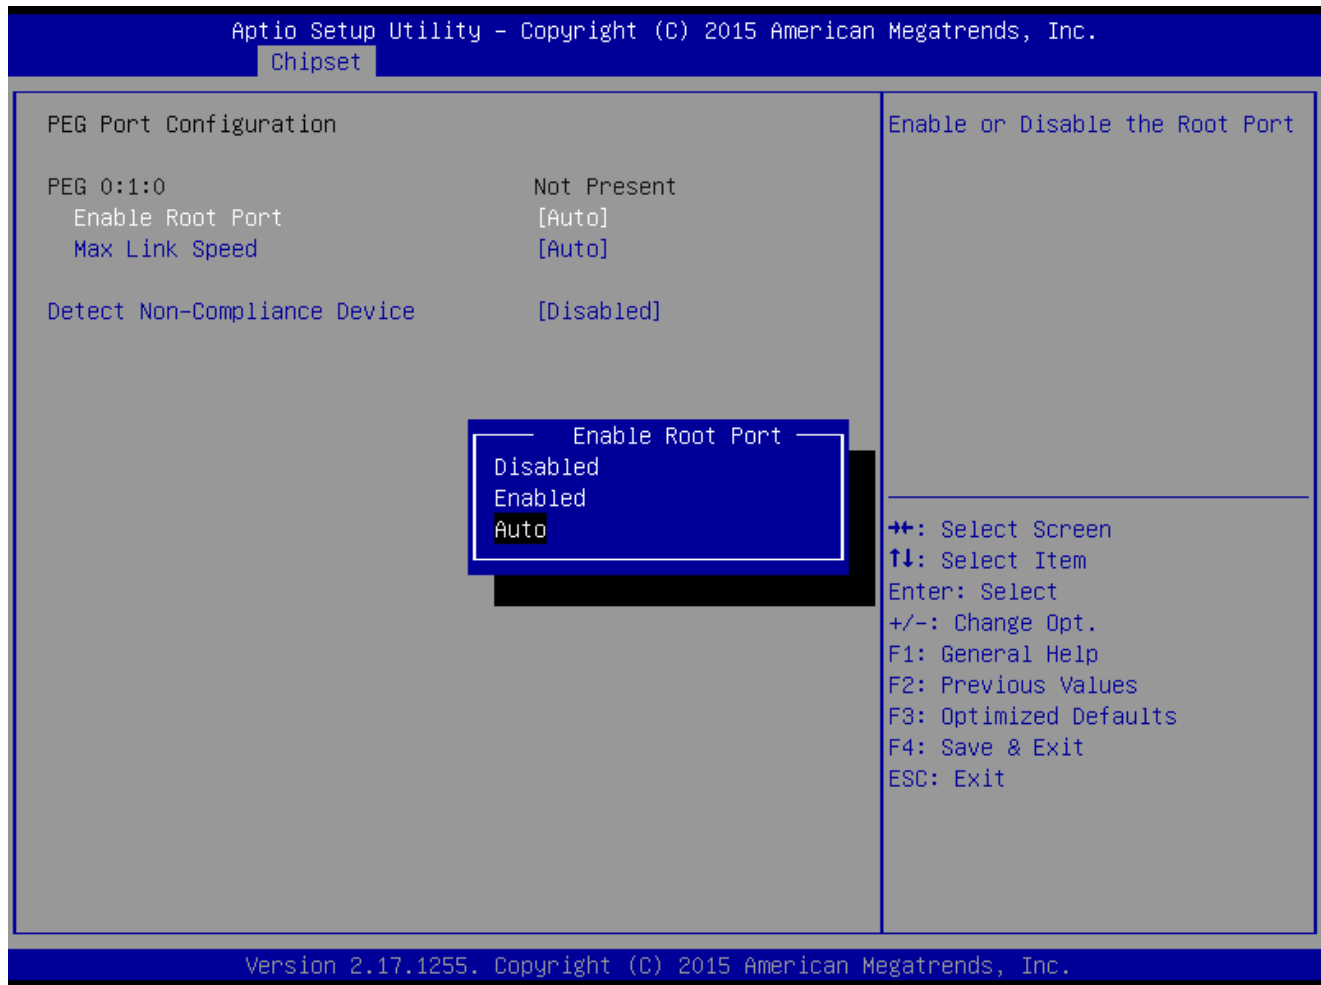 Aptio Setup Utility – Copyright (C) 2015 American Megatrends, Inc.
Chipset
PEG Port Configuration
PEG 0:1:0 Not Present
Enable Root Port [Auto]
Max Link Speed [Auto]
Detect Non-Compliance Device [Disabled]
Enable Root Port
Disabled
Enabled
Auto
Enable or Disable the Root Port
→←: Select Screen
↑↓: Select Item
Enter: Select
+/-: Change Opt.
F1: General Help
F2: Previous Values
F3: Optimized Defaults
F4: Save & Exit
ESC: Exit
Version 2.17.1255. Copyright (C) 2015 American Megatrends, Inc.